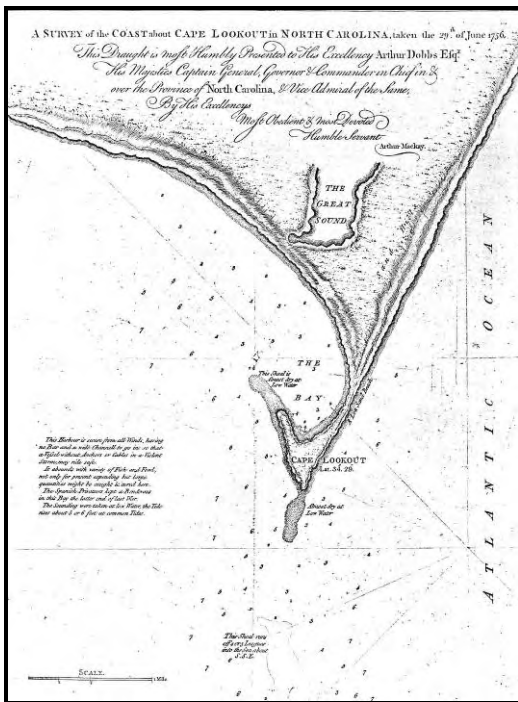 A SURVEY of the COAST about CAPE LOOKOUT in NORTH CAROLINA, taken the 29.th of June 1756.
This Draught is most Humbly Presented to His Excellency Arthur Dobbs Esqr.
His Majesties Captain General, Governor & Commander in Chief in &
over the Province of North Carolina, & Vice Admiral of the Same,
By His Excellencys
Most Obedient & most Devoted
Humble Servant
Arthur Mackay.
THE
GREAT
SOUND
ATLANTIC OCEAN
THE
BAY
This Shoal is
Almost dry at
Low Water
CAPE LOOKOUT
Lat. 34. 29.
Almost dry at
Low Water
This Harbour is secure from all Winds, having
no Bar and a wide Channell to go in; so that
a Vessel without Anchors or Cables in a Violent
Storm, may ride safe.
It abounds with variety of Fish and Fowl,
not only for present expending but large
quantities might be caught & cured here.
The Spanish Privateers kept a Rendevous
in this Bay the latter end of last War.
The Sounding were taken at low Water, the Tide
rises about 5 or 6 feet at common Tides.
This Shoal runs
off 2 or 3 Leagues
into the Sea about
S.S.E.
SCALE.
1 Mile